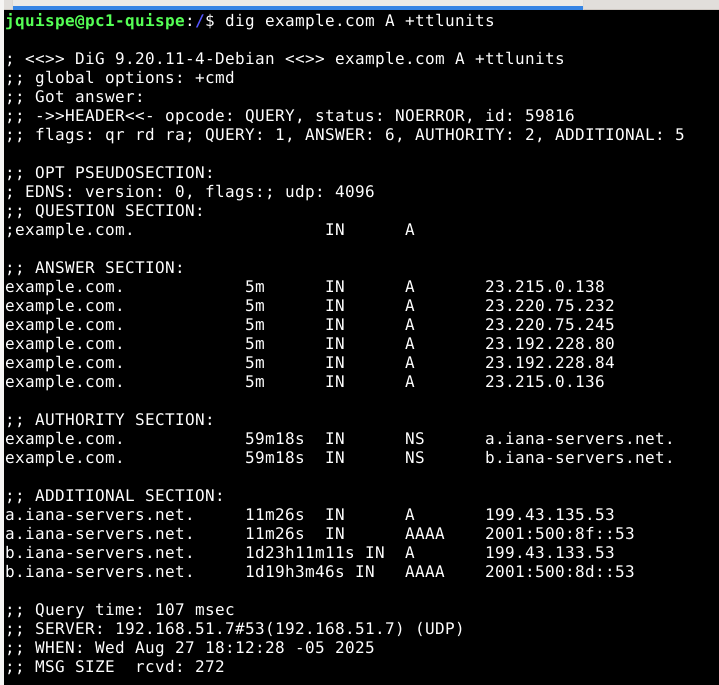 jquispe@pc1-quispe:/$ dig example.com A +ttlunits
; <<>> DiG 9.20.11-4-Debian <<>> example.com A +ttlunits
;; global options: +cmd
;; Got answer:
;; ->>HEADER<<- opcode: QUERY, status: NOERROR, id: 59816
;; flags: qr rd ra; QUERY: 1, ANSWER: 6, AUTHORITY: 2, ADDITIONAL: 5
;; OPT PSEUDOSECTION:
; EDNS: version: 0, flags:; udp: 4096
;; QUESTION SECTION:
;example.com. IN A
;; ANSWER SECTION:
example.com. 5m IN A 23.215.0.138
example.com. 5m IN A 23.220.75.232
example.com. 5m IN A 23.220.75.245
example.com. 5m IN A 23.192.228.80
example.com. 5m IN A 23.192.228.84
example.com. 5m IN A 23.215.0.136
;; AUTHORITY SECTION:
example.com. 59m18s IN NS a.iana-servers.net.
example.com. 59m18s IN NS b.iana-servers.net.
;; ADDITIONAL SECTION:
a.iana-servers.net. 11m26s IN A 199.43.135.53
a.iana-servers.net. 11m26s IN AAAA 2001:500:8f::53
b.iana-servers.net. 1d23h11m11s IN A 199.43.133.53
b.iana-servers.net. 1d19h3m46s IN AAAA 2001:500:8d::53
;; Query time: 107 msec
;; SERVER: 192.168.51.7#53(192.168.51.7) (UDP)
;; WHEN: Wed Aug 27 18:12:28 -05 2025
;; MSG SIZE rcvd: 272